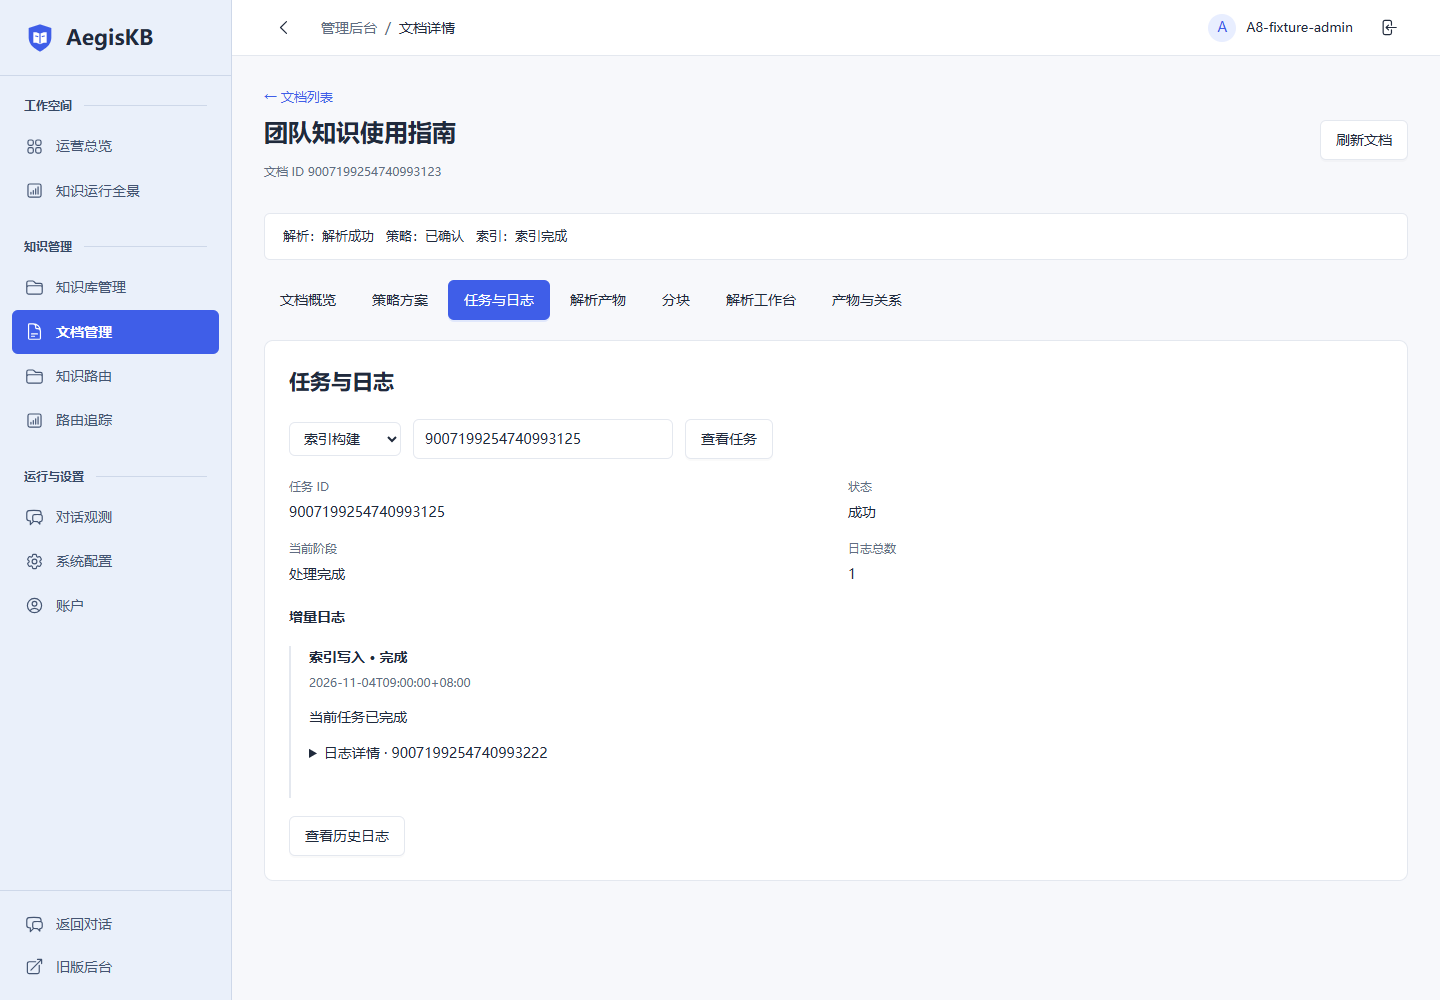 AegisKB
工作空间
运营总览
知识运行全景
知识管理
知识库管理
文档管理
知识路由
路由追踪
运行与设置
对话观测
系统配置
账户
返回对话
旧版后台
管理后台 / 文档详情
A A8-fixture-admin
← 文档列表
团队知识使用指南
文档 ID 9007199254740993123
刷新文档
解析：解析成功 策略：已确认 索引：索引完成
文档概览 策略方案 任务与日志 解析产物 分块 解析工作台 产物与关系
任务与日志
索引构建 9007199254740993125 查看任务
任务 ID
9007199254740993125
状态
成功
当前阶段
处理完成
日志总数
1
增量日志
索引写入 • 完成
2026-11-04T09:00:00+08:00
当前任务已完成
▶ 日志详情 · 9007199254740993222
查看历史日志